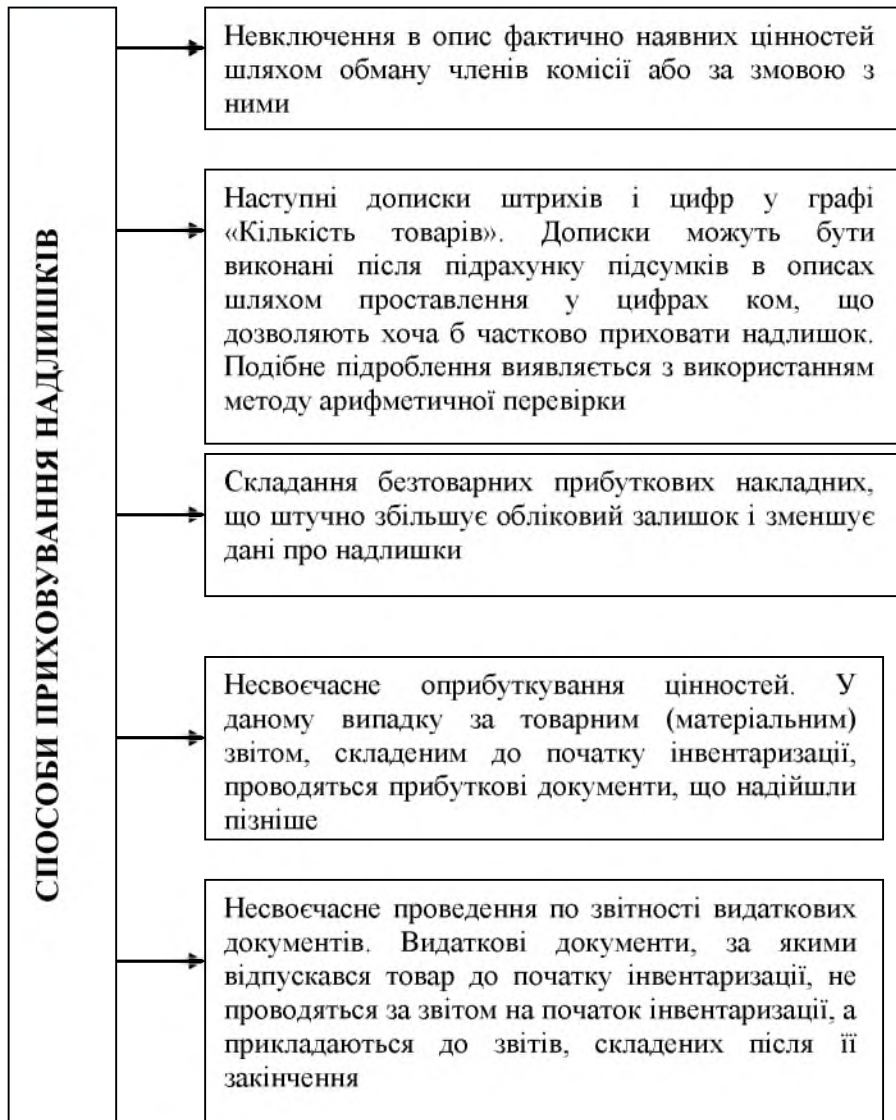 СПОСОБИ ПРИХОВУВАННЯ НАДЛИШКІВ
Невключення в опис фактично наявних цінностей
шляхом обману членів комісії або за змовою з
ними
Наступні дописки штрихів і цифр у графі
«Кількість товарів». Дописки можуть бути
виконані після підрахунку підсумків в описах
шляхом проставлення у цифрах ком, що
дозволяють хоча б частково приховати надлишок.
Подібне підроблення виявляється з використанням
методу арифметичної перевірки
Складання безтоварних прибуткових накладних,
що штучно збільшує обліковий залишок і зменшує
дані про надлишки
Несвоєчасне оприбуткування цінностей. У
даному випадку за товарним (матеріальним)
звітом, складеним до початку інвентаризації,
проводяться прибуткові документи, що надійшли
пізніше
Несвоєчасне проведення по звітності видаткових
документів. Видаткові документи, за якими
відпускався товар до початку інвентаризації, не
проводяться за звітом на початок інвентаризації, а
прикладаються до звітів, складених після її
закінчення